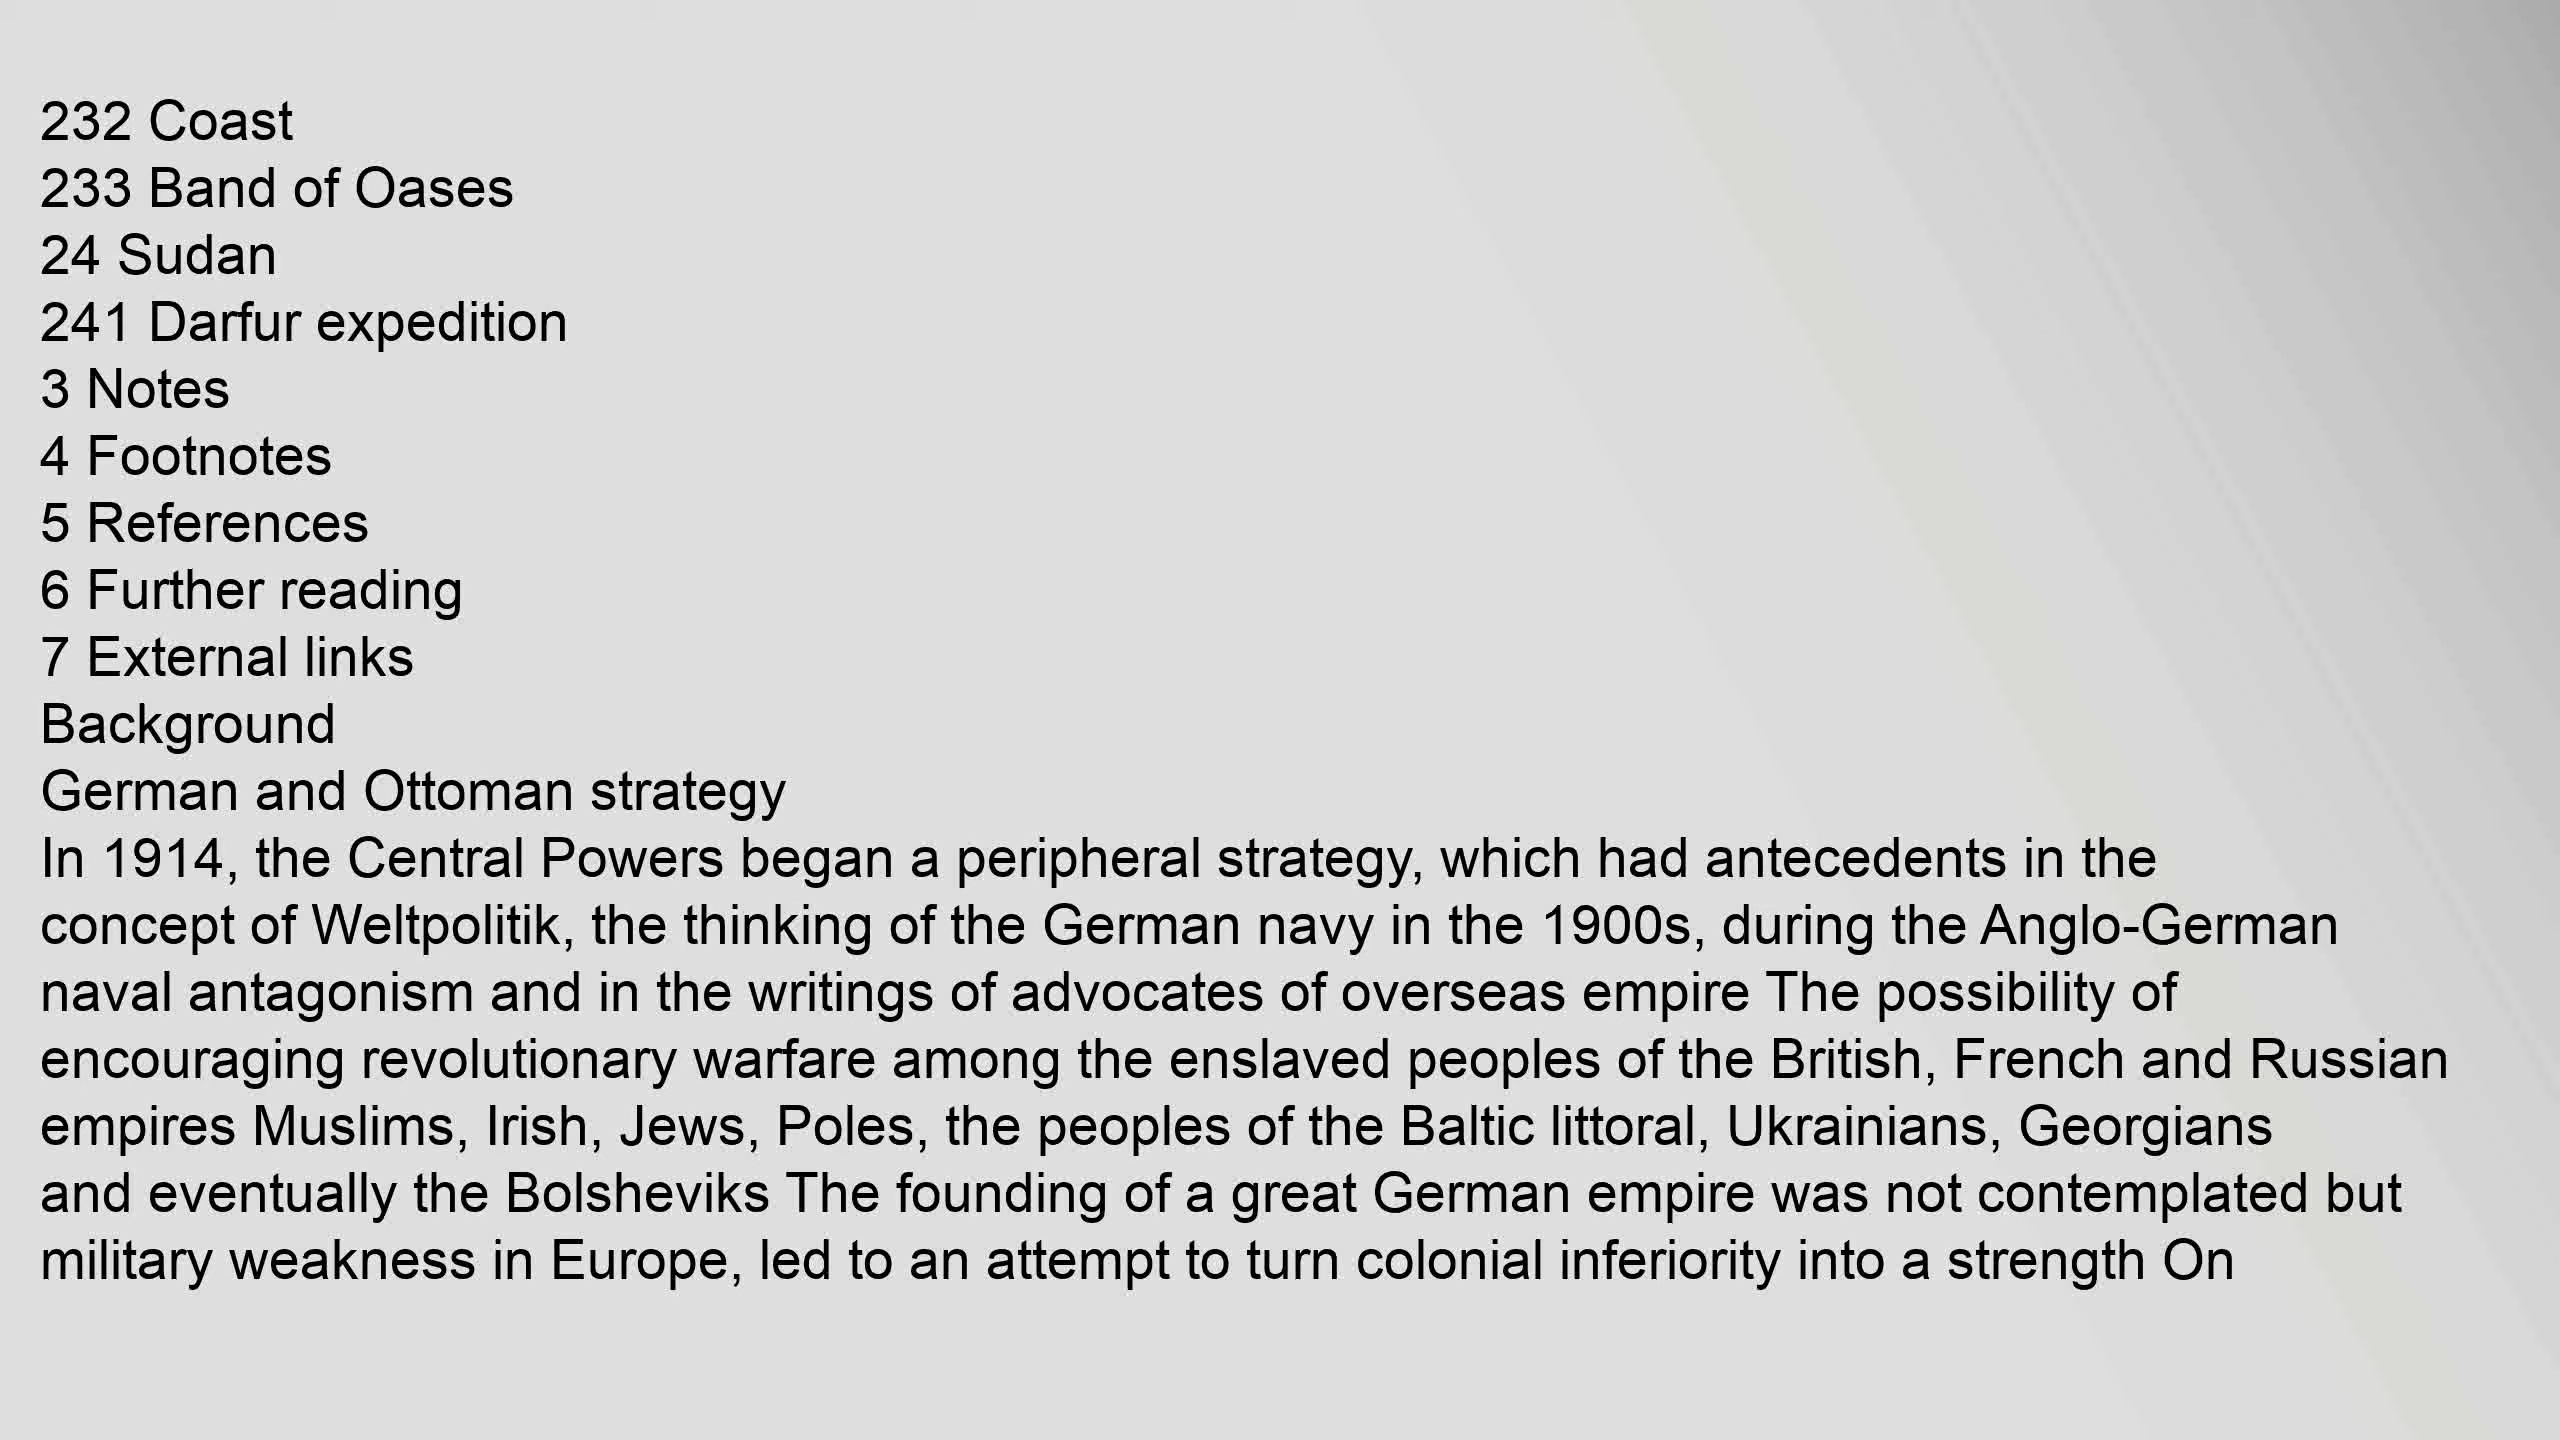 232 Coast
233 Band of Oases
24 Sudan
241 Darfur expedition
3 Notes
4 Footnotes
5 References
6 Further reading
7 External links
Background
German and Ottoman strategy
In 1914, the Central Powers began a peripheral strategy, which had antecedents in the
concept of Weltpolitik, the thinking of the German navy in the 1900s, during the Anglo-German
naval antagonism and in the writings of advocates of overseas empire The possibility of
encouraging revolutionary warfare among the enslaved peoples of the British, French and Russian
empires Muslims, Irish, Jews, Poles, the peoples of the Baltic littoral, Ukrainians, Georgians
and eventually the Bolsheviks The founding of a great German empire was not contemplated but
military weakness in Europe, led to an attempt to turn colonial inferiority into a strength On